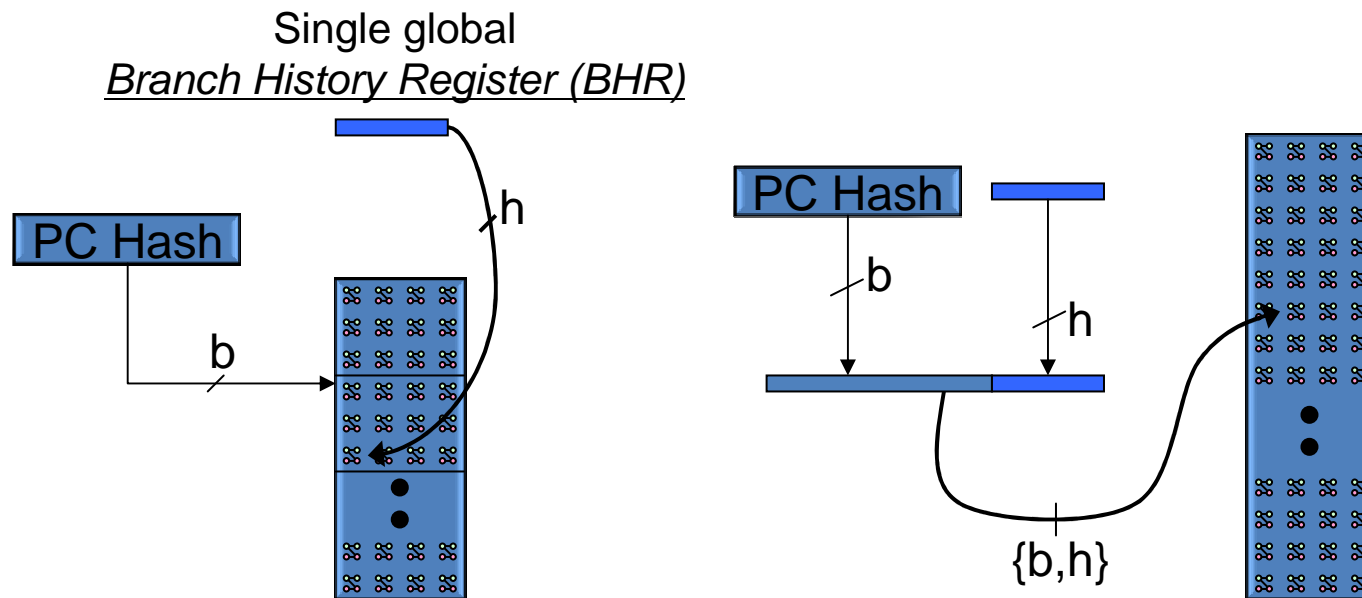 Single global
Branch History Register (BHR)
h
PC Hash
b
PC Hash
b
h
{b,h}